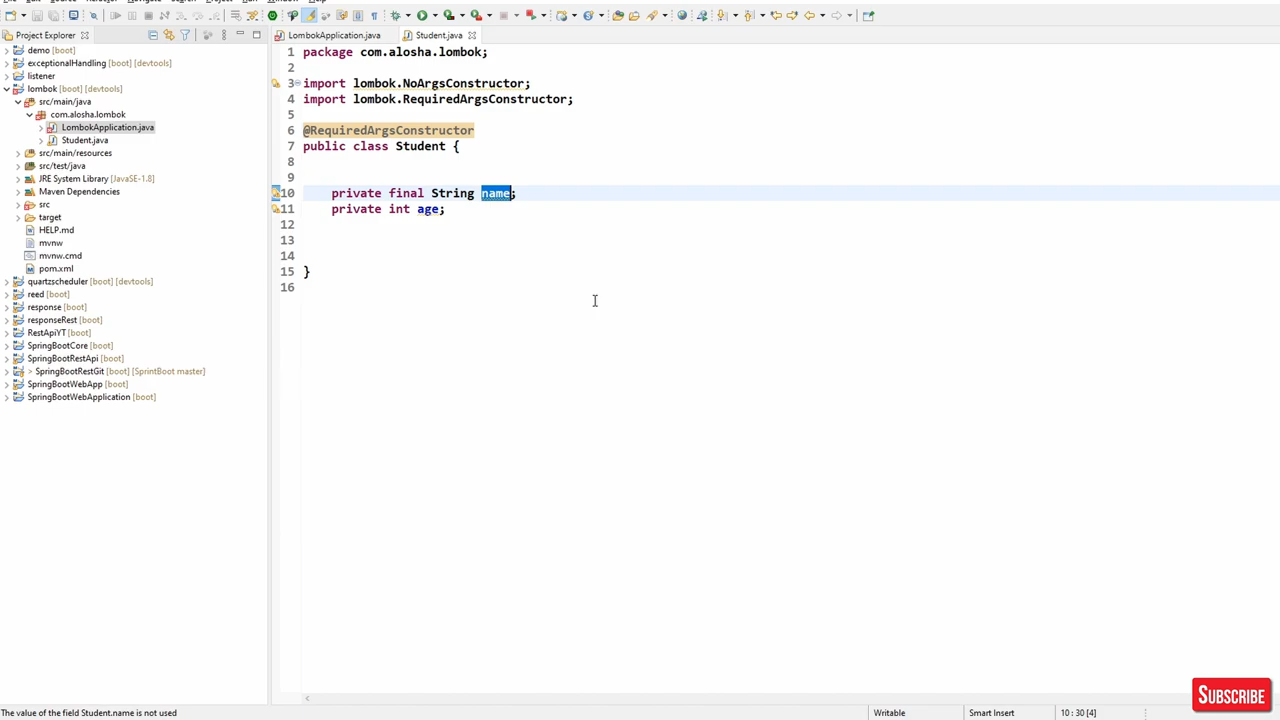 Project Explorer
LombokApplication.java
Student.java
demo [boot]
exceptionalHandling [boot] [devtools]
listener
lombok [boot] [devtools]
src/main/java
com.alosha.lombok
LombokApplication.java
Student.java
src/main/resources
src/test/java
JRE System Library [JavaSE-1.8]
Maven Dependencies
src
target
HELP.md
mvnw
mvnw.cmd
pom.xml
quartzscheduler [boot] [devtools]
reed [boot]
response [boot]
responseRest [boot]
RestApiYT [boot]
SpringBootCore [boot]
SpringBootRestApi [boot]
> SpringBootRestGit [boot] [SprintBoot master]
SpringBootWebApp [boot]
SpringBootWebApplication [boot]
1 package com.alosha.lombok;
2
3 import lombok.NoArgsConstructor;
4 import lombok.RequiredArgsConstructor;
5
6 @RequiredArgsConstructor
7 public class Student {
8
9
10 private final String name;
11 private int age;
12
13
14
15 }
16
SUBSCRIBE
The value of the field Student.name is not used
Writable
Smart Insert
10 : 30 [4]